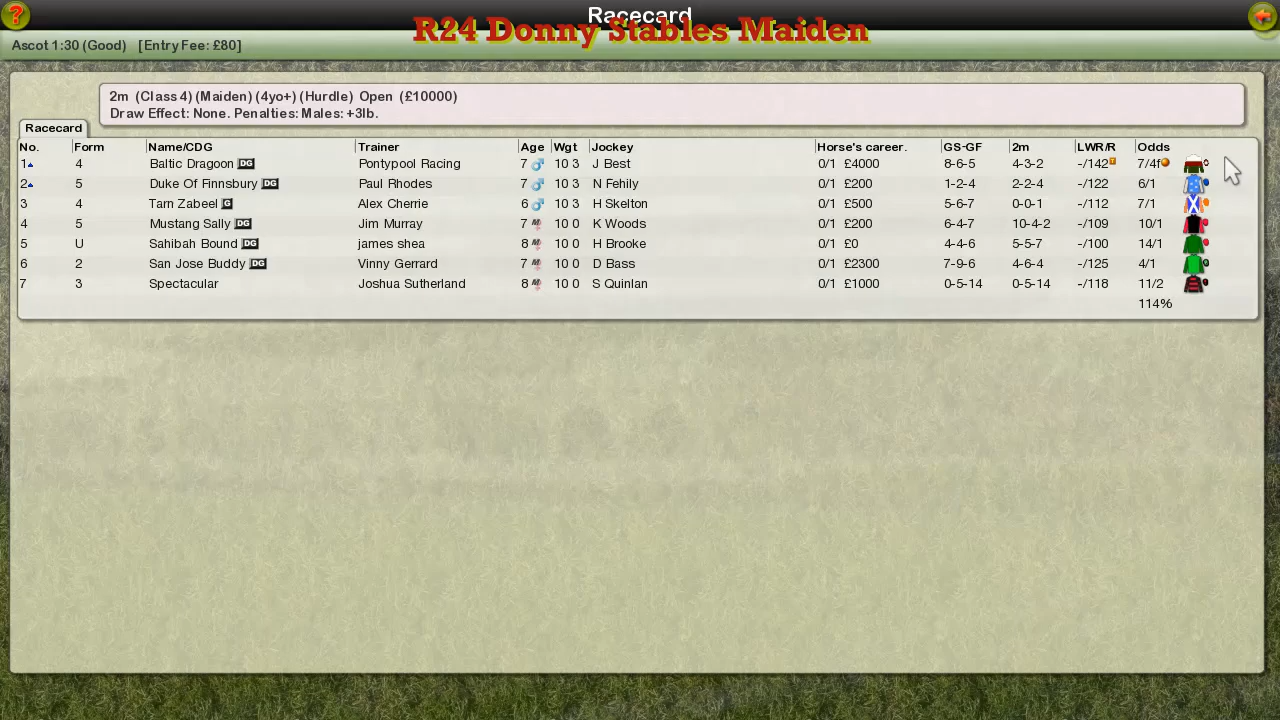 Racecard
R24 Donny Stables Maiden
Ascot 1:30 (Good) [Entry Fee: £80]
2m (Class 4) (Maiden) (4yo+) (Hurdle) Open (£10000)
Draw Effect: None. Penalties: Males: +3lb.
Racecard
No. Form Name/CDG Trainer Age Wgt Jockey Horse's career. GS-GF 2m LWR/R Odds
1 4 Baltic Dragoon DG Pontypool Racing 7 10 3 J Best 0/1 £4000 8-6-5 4-3-2 -/142 T 7/4f
2 5 Duke Of Finnsbury DG Paul Rhodes 7 10 3 N Fehily 0/1 £200 1-2-4 2-2-4 -/122 6/1
3 4 Tarn Zabeel G Alex Cherrie 6 10 3 H Skelton 0/1 £500 5-6-7 0-0-1 -/112 7/1
4 5 Mustang Sally DG Jim Murray 7 M 10 0 K Woods 0/1 £200 6-4-7 10-4-2 -/109 10/1
5 U Sahibah Bound DG james shea 8 M 10 0 H Brooke 0/1 £0 4-4-6 5-5-7 -/100 14/1
6 2 San Jose Buddy DG Vinny Gerrard 7 M 10 0 D Bass 0/1 £2300 7-9-6 4-6-4 -/125 4/1
7 3 Spectacular Joshua Sutherland 8 M 10 0 S Quinlan 0/1 £1000 0-5-14 0-5-14 -/118 11/2
114%